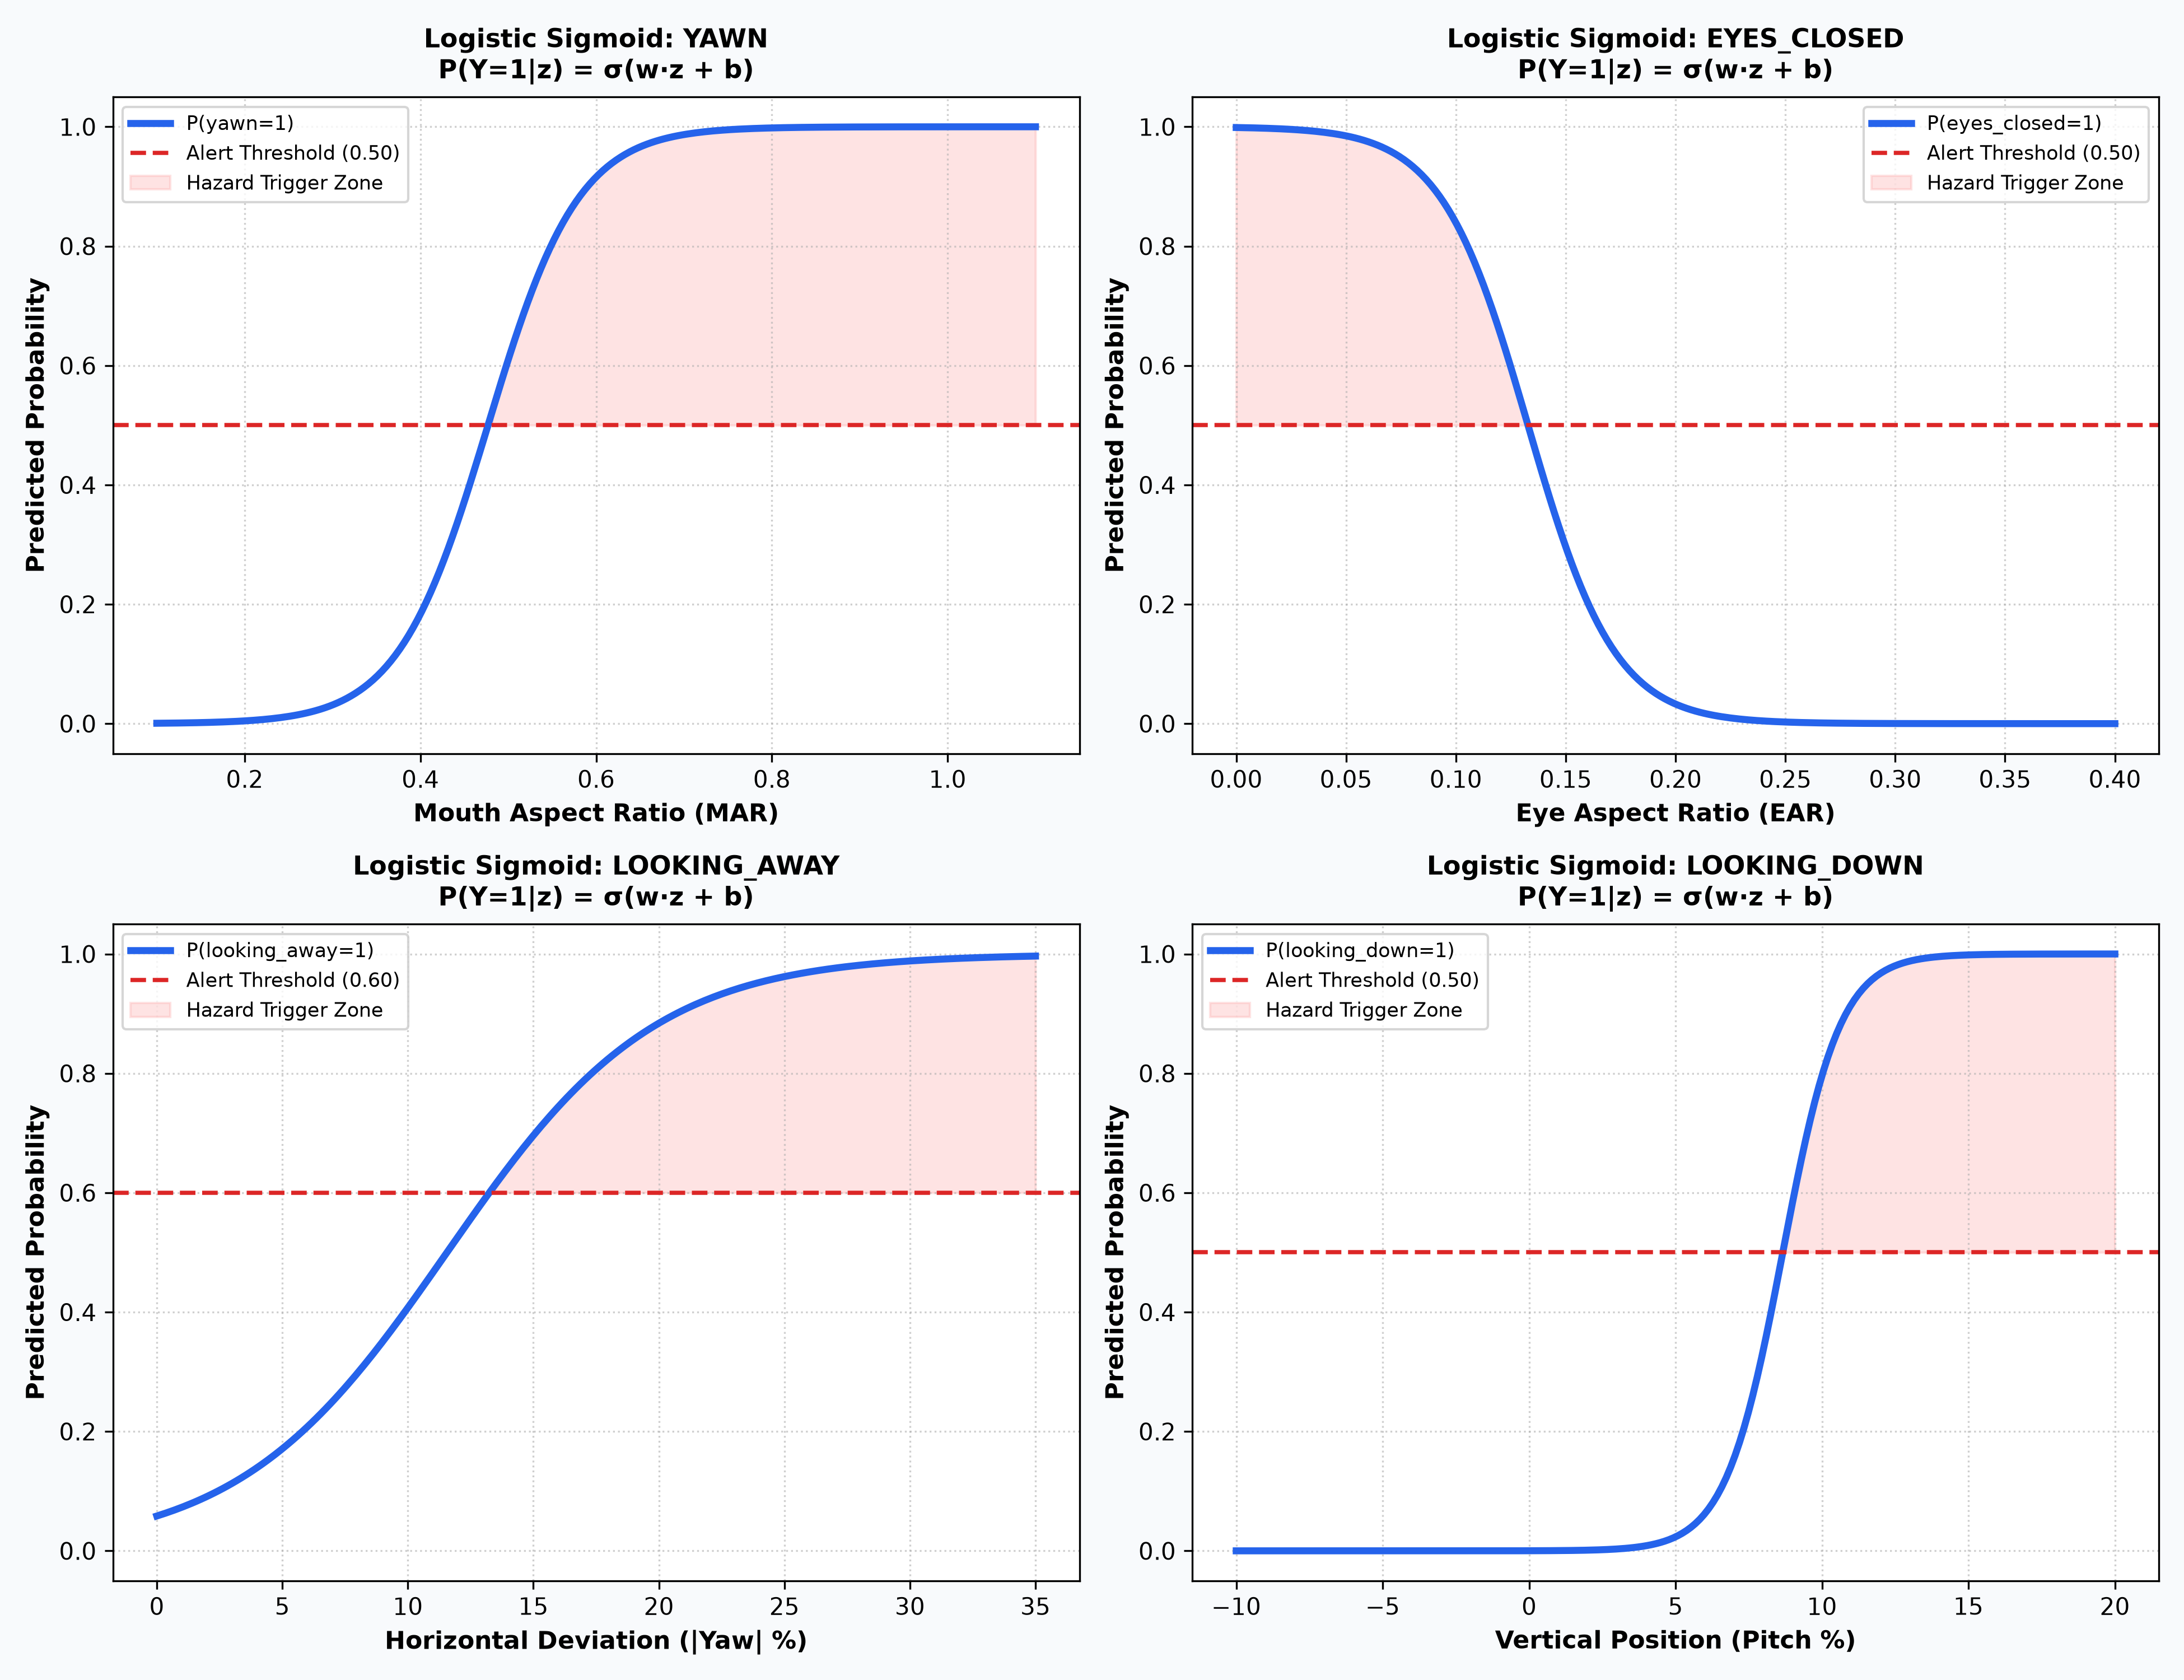 Logistic Sigmoid: YAWN
P(Y=1|z) = σ(w·z + b)
P(yawn=1)
Alert Threshold (0.50)
Hazard Trigger Zone
1.0
0.8
0.6
0.4
0.2
0.0
Predicted Probability
0.2 0.4 0.6 0.8 1.0
Mouth Aspect Ratio (MAR)
Logistic Sigmoid: EYES_CLOSED
P(Y=1|z) = σ(w·z + b)
P(eyes_closed=1)
Alert Threshold (0.50)
Hazard Trigger Zone
1.0
0.8
0.6
0.4
0.2
0.0
Predicted Probability
0.00 0.05 0.10 0.15 0.20 0.25 0.30 0.35 0.40
Eye Aspect Ratio (EAR)
Logistic Sigmoid: LOOKING_AWAY
P(Y=1|z) = σ(w·z + b)
P(looking_away=1)
Alert Threshold (0.60)
Hazard Trigger Zone
1.0
0.8
0.6
0.4
0.2
0.0
Predicted Probability
0 5 10 15 20 25 30 35
Horizontal Deviation (|Yaw| %)
Logistic Sigmoid: LOOKING_DOWN
P(Y=1|z) = σ(w·z + b)
P(looking_down=1)
Alert Threshold (0.50)
Hazard Trigger Zone
1.0
0.8
0.6
0.4
0.2
0.0
Predicted Probability
−10 −5 0 5 10 15 20
Vertical Position (Pitch %)